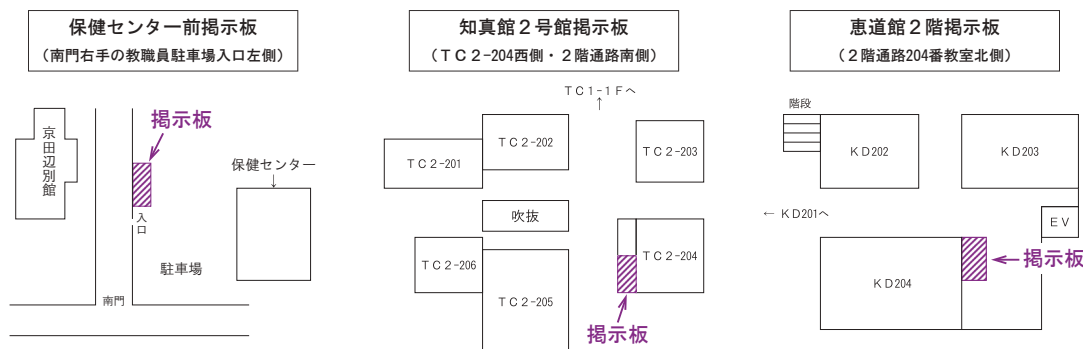 保健センター前掲示板
（南門右手の教職員駐車場入口左側）
京田辺別館
掲示板
保健センター
↓
入口
駐車場
南門
知真館２号館掲示板
（ＴＣ２-204西側・２階通路南側）
ＴＣ１-１Ｆへ
↑
ＴＣ２-202
ＴＣ２-201
ＴＣ２-203
吹抜
ＴＣ２-206
ＴＣ２-204
ＴＣ２-205
掲示板
恵道館２階掲示板
（２階通路204番教室北側）
階段
ＫＤ202
ＫＤ203
← ＫＤ201へ
ＥＶ
掲示板
ＫＤ204